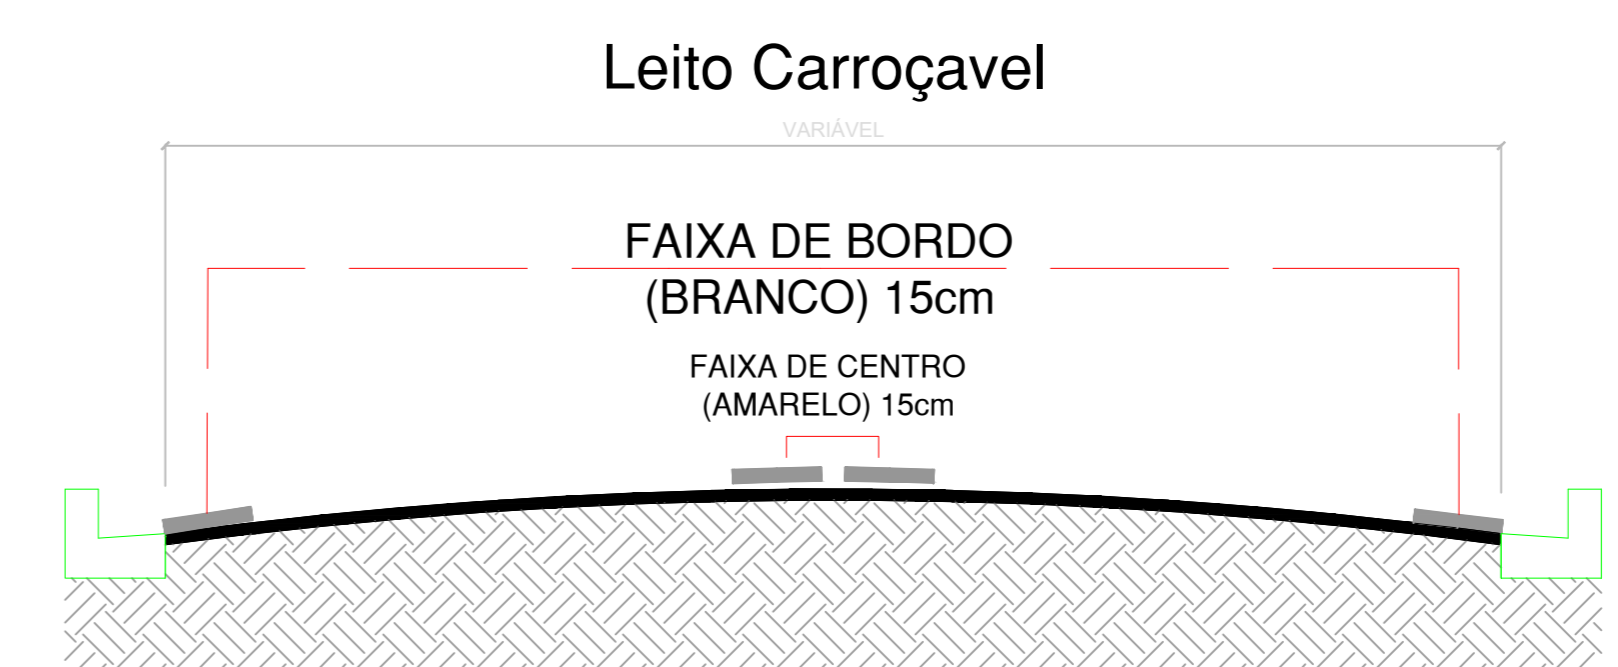 Leito Carroçavel
VARIÁVEL
FAIXA DE BORDO
(BRANCO) 15cm
FAIXA DE CENTRO
(AMARELO) 15cm